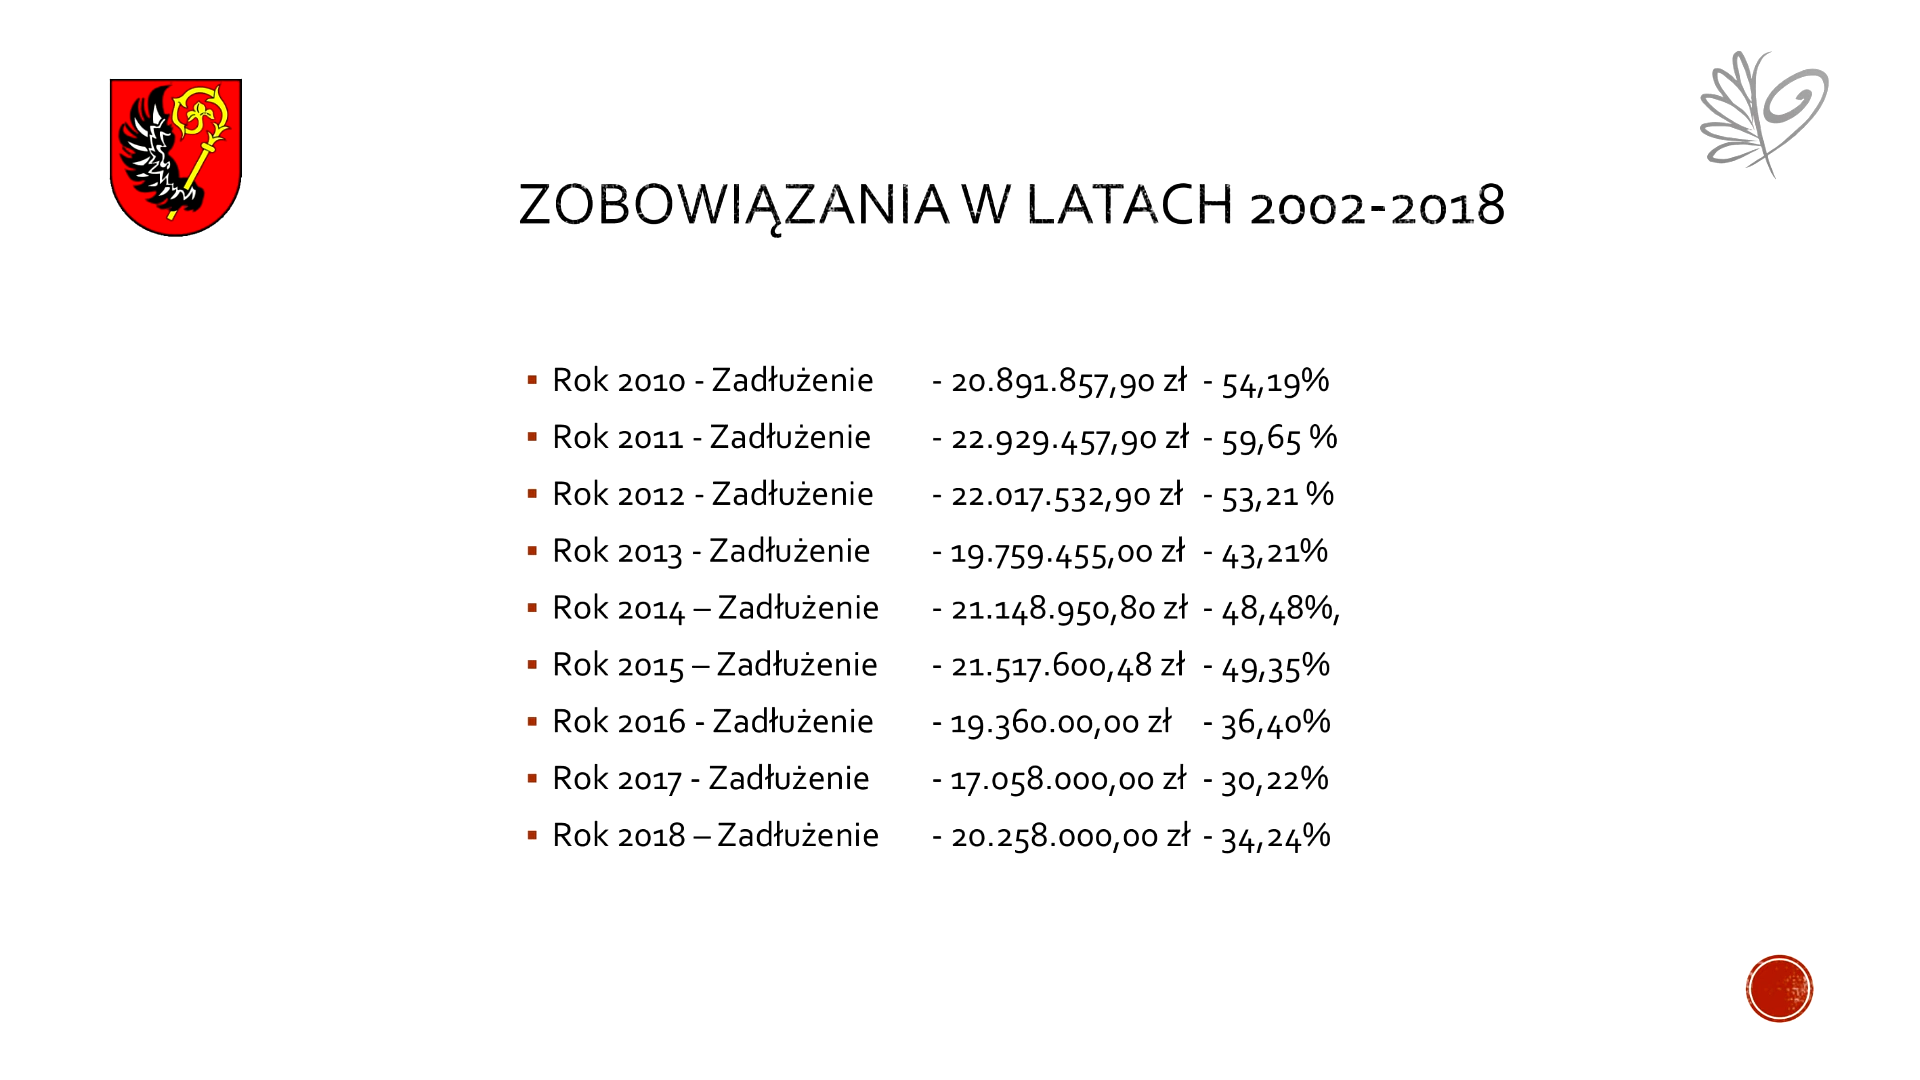 ZOBOWIĄZANIA W LATACH 2002-2018
▪ Rok 2010 - Zadłużenie - 20.891.857,90 zł - 54,19%
▪ Rok 2011 - Zadłużenie - 22.929.457,90 zł - 59,65 %
▪ Rok 2012 - Zadłużenie - 22.017.532,90 zł - 53,21 %
▪ Rok 2013 - Zadłużenie - 19.759.455,00 zł - 43,21%
▪ Rok 2014 – Zadłużenie - 21.148.950,80 zł - 48,48%,
▪ Rok 2015 – Zadłużenie - 21.517.600,48 zł - 49,35%
▪ Rok 2016 - Zadłużenie - 19.360.00,00 zł - 36,40%
▪ Rok 2017 - Zadłużenie - 17.058.000,00 zł - 30,22%
▪ Rok 2018 – Zadłużenie - 20.258.000,00 zł - 34,24%